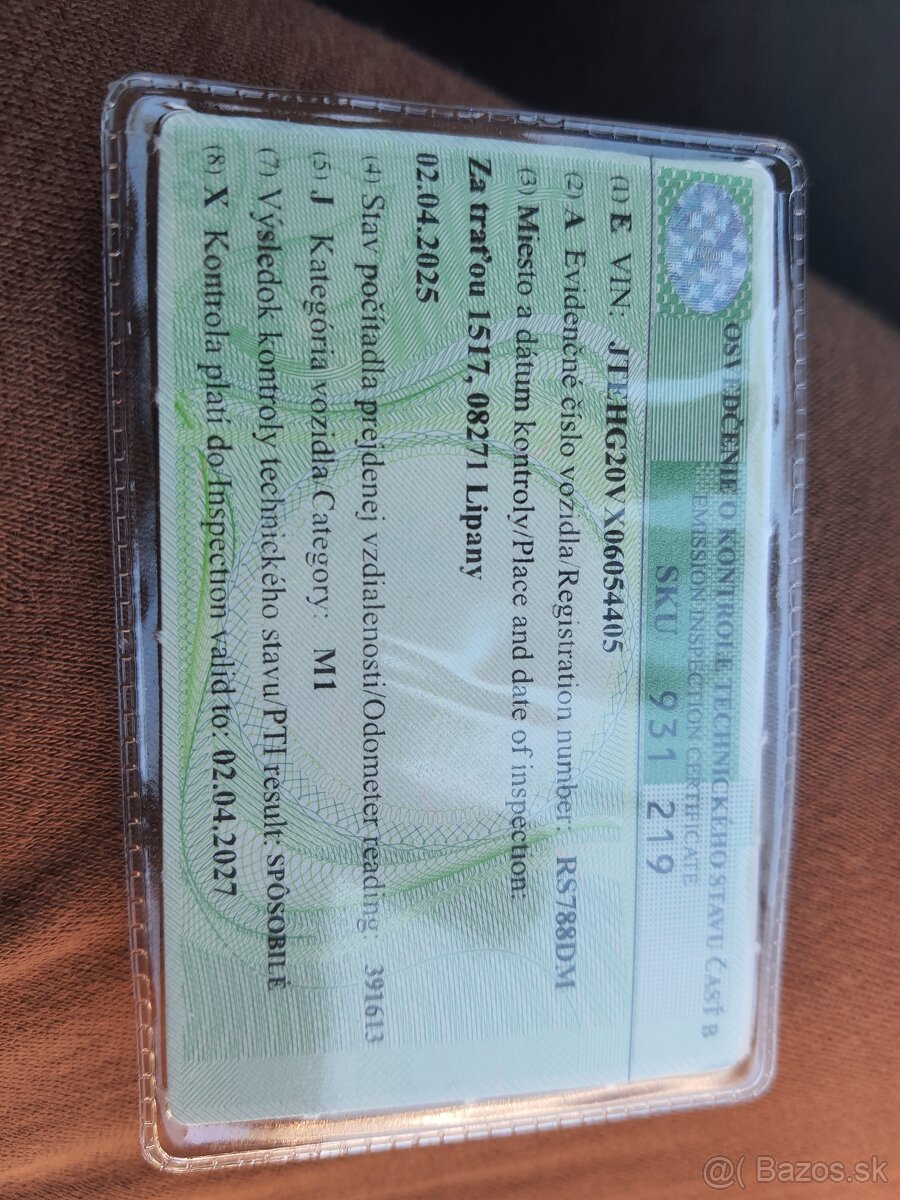 OSVEDČENIE O KONTROLE TECHNICKÉHO STAVU ČASŤ B
EMISSION INSPECTION CERTIFICATE
SKU 931 219
(1) E VIN: JTEHG20VX06054405
(2) A Evidenčné číslo vozidla/Registration number: RS788DM
(3) Miesto a dátum kontroly/Place and date of inspection:
Za traťou 1517, 08271 Lipany
02.04.2025
(4) Stav počítadla prejdenej vzdialenosti/Odometer reading: 391613
(5) J Kategória vozidla/Category: M1
(7) Výsledok kontroly technického stavu/PTI result: SPÔSOBILÉ
(8) X Kontrola platí do/Inspection valid to: 02.04.2027
@( Bazos.sk